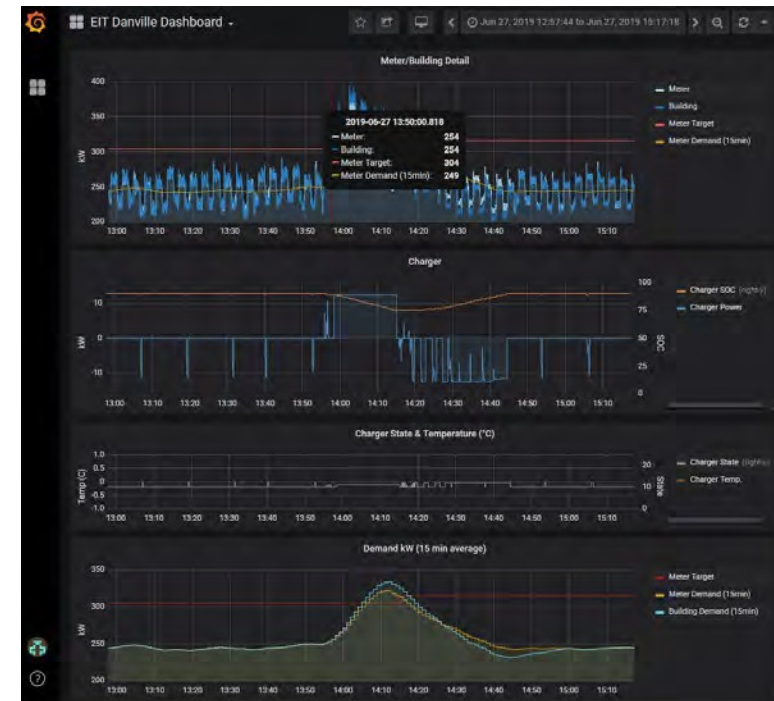 EIT Danville Dashboard
Jun 27, 2019 12:57:44 to Jun 27, 2019 15:17:18
Meter/Building Detail
400
350
300
250
200
kW
13:00 13:10 13:20 13:30 13:40 13:50 14:00 14:10 14:20 14:30 14:40 14:50 15:00 15:10
Meter
Building
Meter Target
Meter Demand (15min)
2019-06-27 13:50:00.818
Meter: 254
Building: 254
Meter Target: 304
Meter Demand (15min): 249
Charger
10
0
-10
kW
100
75
50
25
0
SOC
13:00 13:10 13:20 13:30 13:40 13:50 14:00 14:10 14:20 14:30 14:40 14:50 15:00 15:10
Charger SOC (right-y)
Charger Power
Charger State & Temperature (°C)
1.0
0.5
0
-0.5
-1.0
Temp (C)
20
10
0
State
13:00 13:10 13:20 13:30 13:40 13:50 14:00 14:10 14:20 14:30 14:40 14:50 15:00 15:10
Charger State (right-y)
Charger Temp.
Demand kW (15 min average)
350
300
250
200
kW
13:00 13:10 13:20 13:30 13:40 13:50 14:00 14:10 14:20 14:30 14:40 14:50 15:00 15:10
Meter Target
Meter Demand (15min)
Building Demand (15min)